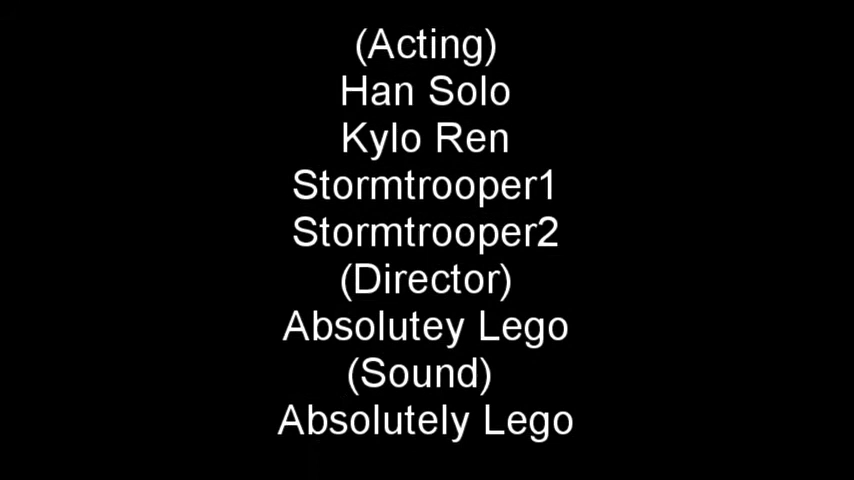 (Acting)
Han Solo
Kylo Ren
Stormtrooper1
Stormtrooper2
(Director)
Absolutey Lego
(Sound)
Absolutely Lego